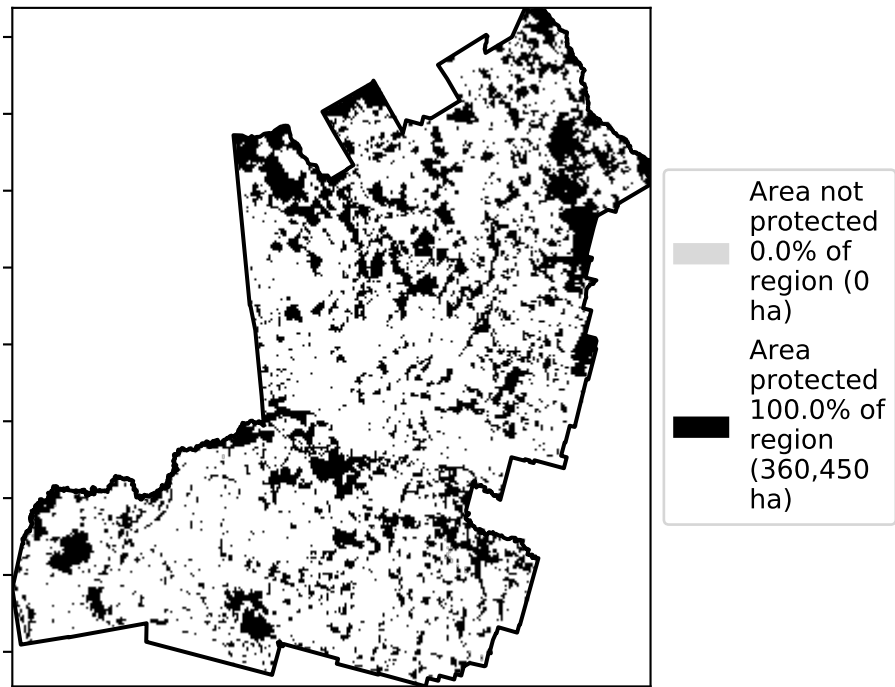 Area not
protected
0.0% of
region (0
ha)
Area
protected
100.0% of
region
(360,450
ha)